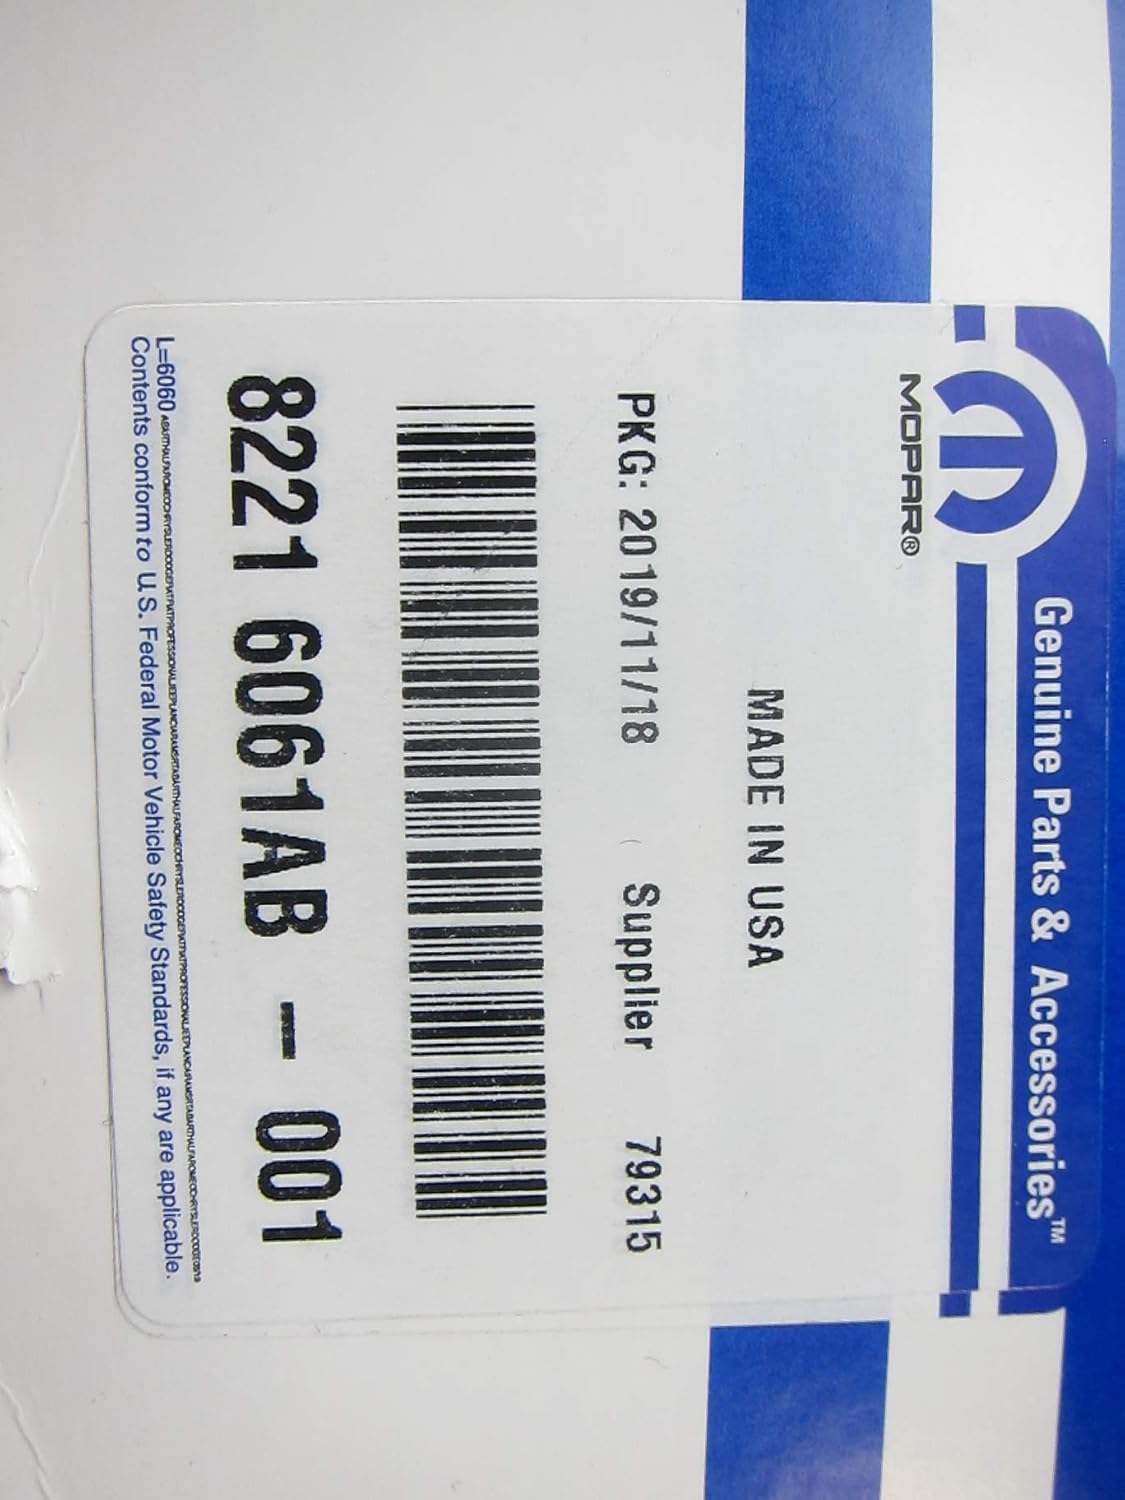 Genuine Parts & Accessories™
MOPAR®
MADE IN USA
PKG: 2019/11/18 Supplier 79315
8221 6061AB - 001
L=6060
Contents conform to U.S. Federal Motor Vehicle Safety Standards, if any are applicable.